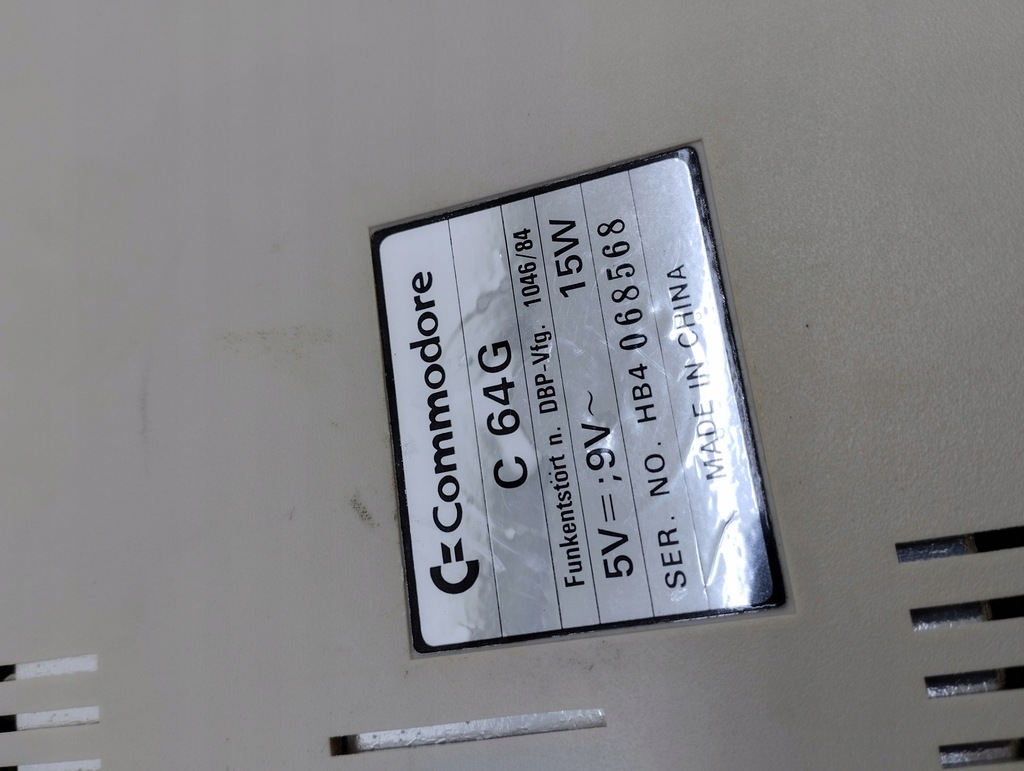 Commodore
C 64G
Funkentstört n. DBP-Vfg. 1046/84
5V=;9V~ 15W
SER. NO. HB4 068568
MADE IN CHINA